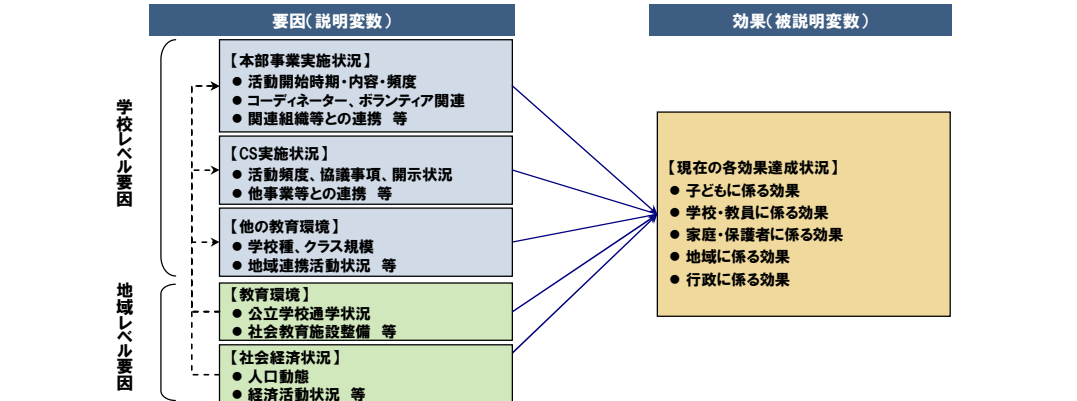 要因（説明変数）
効果（被説明変数）
学校レベル要因
【本部事業実施状況】
● 活動開始時期・内容・頻度
● コーディネーター、ボランティア関連
● 関連組織等との連携　等
【CS実施状況】
● 活動頻度、協議事項、開示状況
● 他事業等との連携　等
【他の教育環境】
● 学校種、クラス規模
● 地域連携活動状況　等
地域レベル要因
【教育環境】
● 公立学校通学状況
● 社会教育施設整備　等
【社会経済状況】
● 人口動態
● 経済活動状況　等
【現在の各効果達成状況】
● 子どもに係る効果
● 学校・教員に係る効果
● 家庭・保護者に係る効果
● 地域に係る効果
● 行政に係る効果